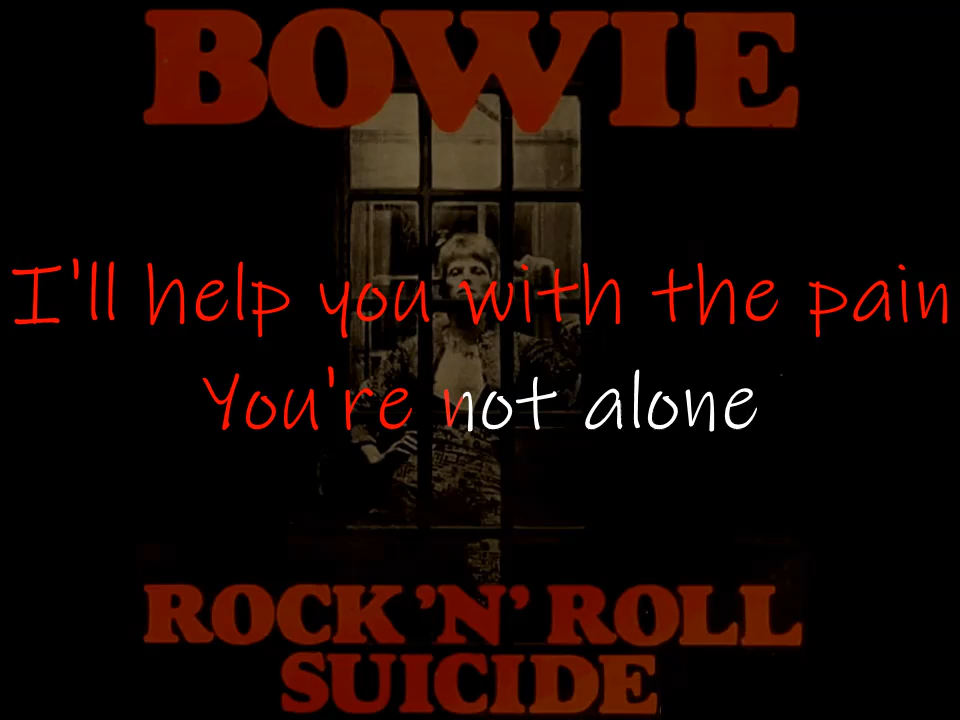 BOWIE
I'll help you with the pain
You're not alone
ROCK 'N' ROLL
SUICIDE